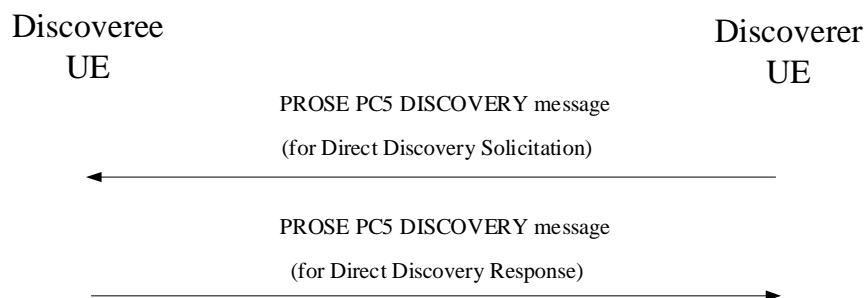 Discoveree
UE
Discoverer
UE
PROSE PC5 DISCOVERY message
(for Direct Discovery Solicitation)
PROSE PC5 DISCOVERY message
(for Direct Discovery Response)